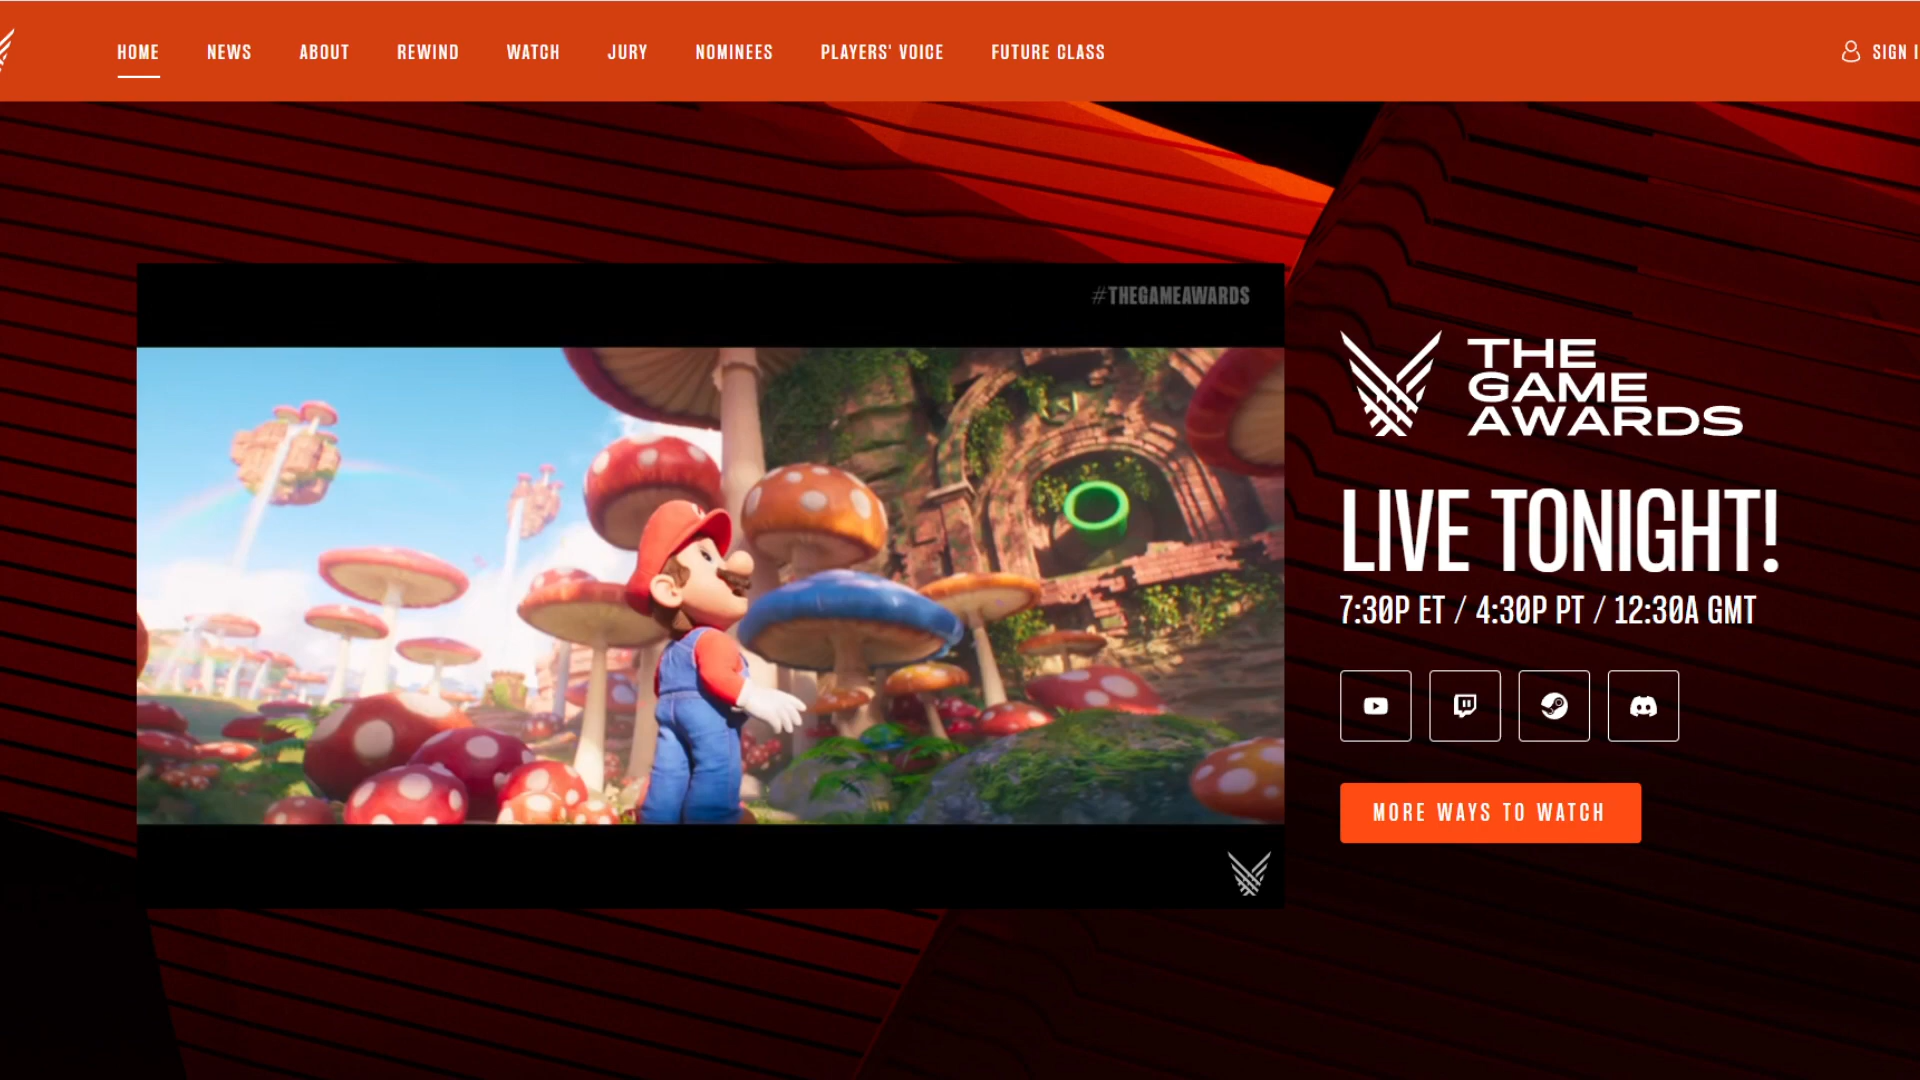 HOME NEWS ABOUT REWIND WATCH JURY NOMINEES PLAYERS' VOICE FUTURE CLASS SIGN I
#THEGAMEAWARDS
THE
GAME
AWARDS
LIVE TONIGHT!
7:30P ET / 4:30P PT / 12:30A GMT
MORE WAYS TO WATCH